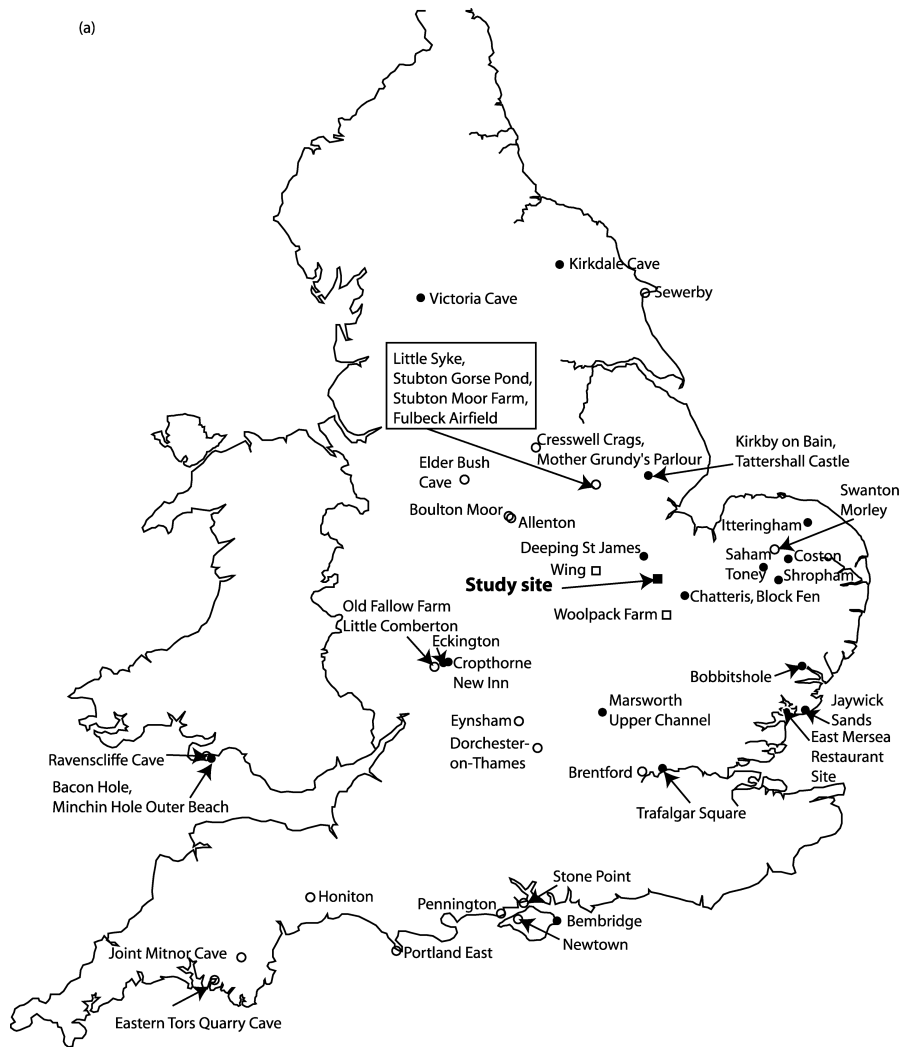 (a)
Kirkdale Cave
Sewerby
Victoria Cave
Little Syke,
Stubton Gorse Pond,
Stubton Moor Farm,
Fulbeck Airfield
Cresswell Crags,
Mother Grundy's Parlour
Kirkby on Bain,
Tattershall Castle
Elder Bush
Cave
Swanton
Morley
Boulton Moor
Allenton
Itteringham
Deeping St James
Saham
Toney
Coston
Wing
Shropham
Study site
Chatteris, Block Fen
Old Fallow Farm
Little Comberton
Woolpack Farm
Eckington
Cropthorne
New Inn
Bobbitshole
Marsworth
Upper Channel
Jaywick
Sands
Eynsham
East Mersea
Restaurant
Site
Dorchester-
on-Thames
Ravenscliffe Cave
Brentford
Bacon Hole,
Minchin Hole Outer Beach
Trafalgar Square
Stone Point
Honiton
Pennington
Bembridge
Newtown
Joint Mitnor Cave
Portland East
Eastern Tors Quarry Cave